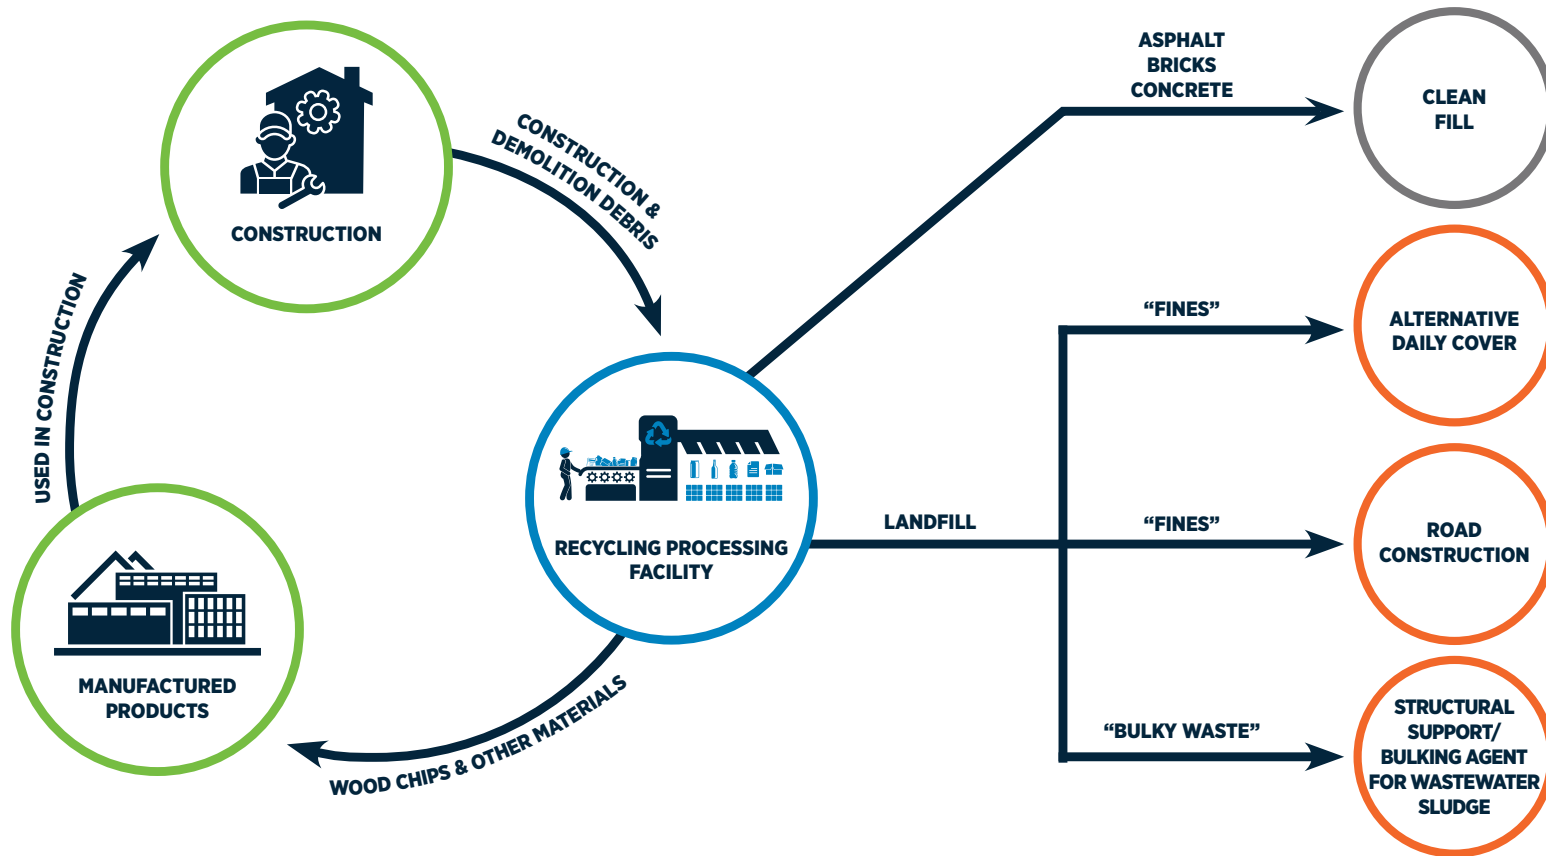 CONSTRUCTION
CONSTRUCTION &
DEMOLITION DEBRIS
USED IN CONSTRUCTION
MANUFACTURED
PRODUCTS
WOOD CHIPS & OTHER MATERIALS
RECYCLING PROCESSING
FACILITY
ASPHALT
BRICKS
CONCRETE
CLEAN
FILL
LANDFILL
“FINES”
ALTERNATIVE
DAILY COVER
“FINES”
ROAD
CONSTRUCTION
“BULKY WASTE”
STRUCTURAL
SUPPORT/
BULKING AGENT
FOR WASTEWATER
SLUDGE